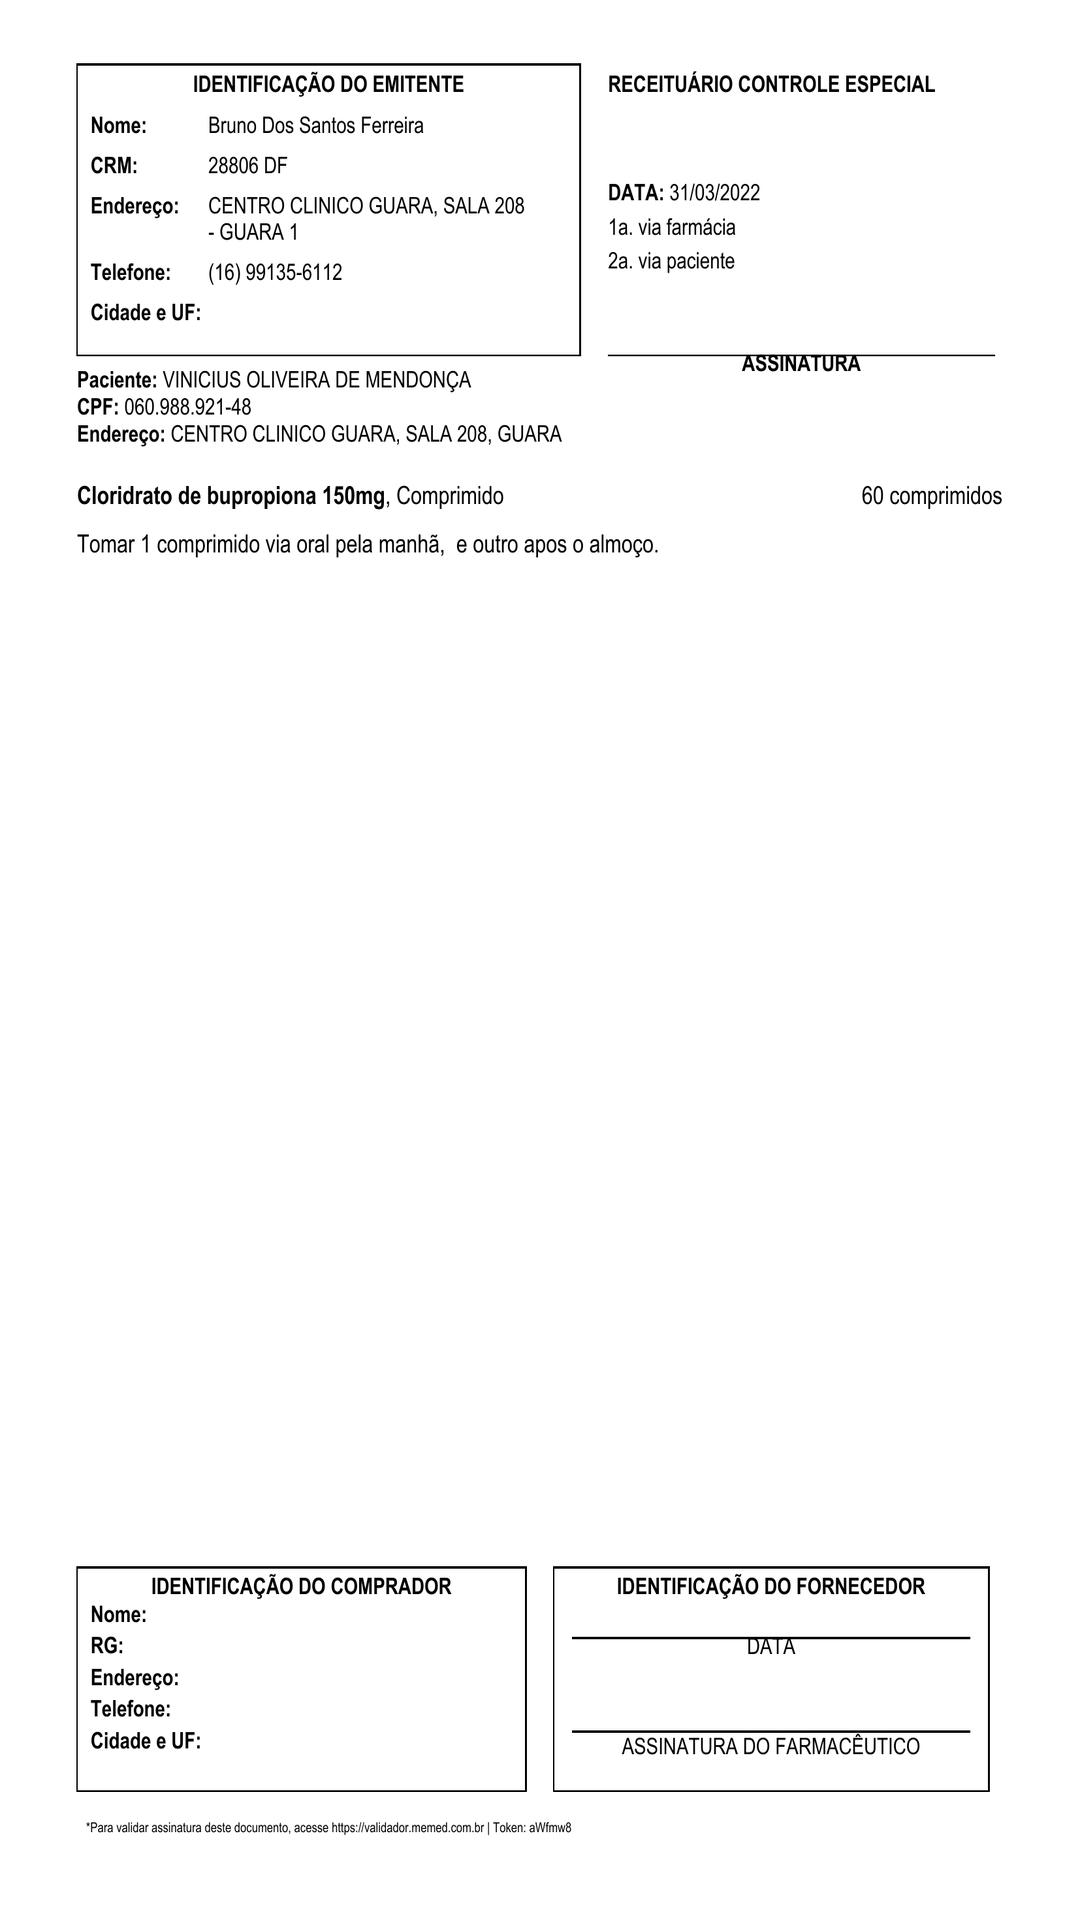 IDENTIFICAÇÃO DO EMITENTE
Nome: Bruno Dos Santos Ferreira
CRM: 28806 DF
Endereço: CENTRO CLINICO GUARA, SALA 208
- GUARA 1
Telefone: (16) 99135-6112
Cidade e UF:
RECEITUÁRIO CONTROLE ESPECIAL
DATA: 31/03/2022
1a. via farmácia
2a. via paciente
ASSINATURA
Paciente: VINICIUS OLIVEIRA DE MENDONÇA
CPF: 060.988.921-48
Endereço: CENTRO CLINICO GUARA, SALA 208, GUARA
Cloridrato de bupropiona 150mg, Comprimido 60 comprimidos
Tomar 1 comprimido via oral pela manhã,  e outro apos o almoço.
IDENTIFICAÇÃO DO COMPRADOR
Nome:
RG:
Endereço:
Telefone:
Cidade e UF:
IDENTIFICAÇÃO DO FORNECEDOR
DATA
ASSINATURA DO FARMACÊUTICO
*Para validar assinatura deste documento, acesse https://validador.memed.com.br | Token: aWfmw8